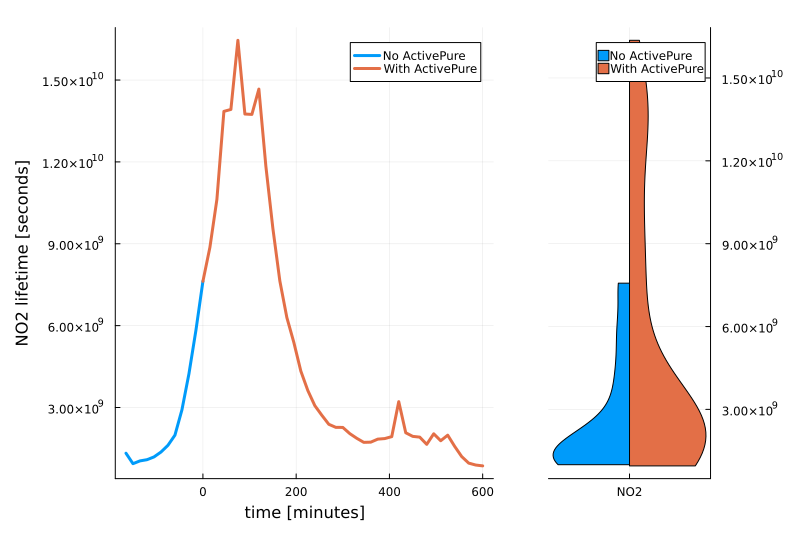 No ActivePure
With ActivePure
1.50×10^10
1.20×10^10
9.00×10^9
6.00×10^9
3.00×10^9
NO2 lifetime [seconds]
0 200 400 600
time [minutes]
No ActivePure
With ActivePure
1.50×10^10
1.20×10^10
9.00×10^9
6.00×10^9
3.00×10^9
NO2